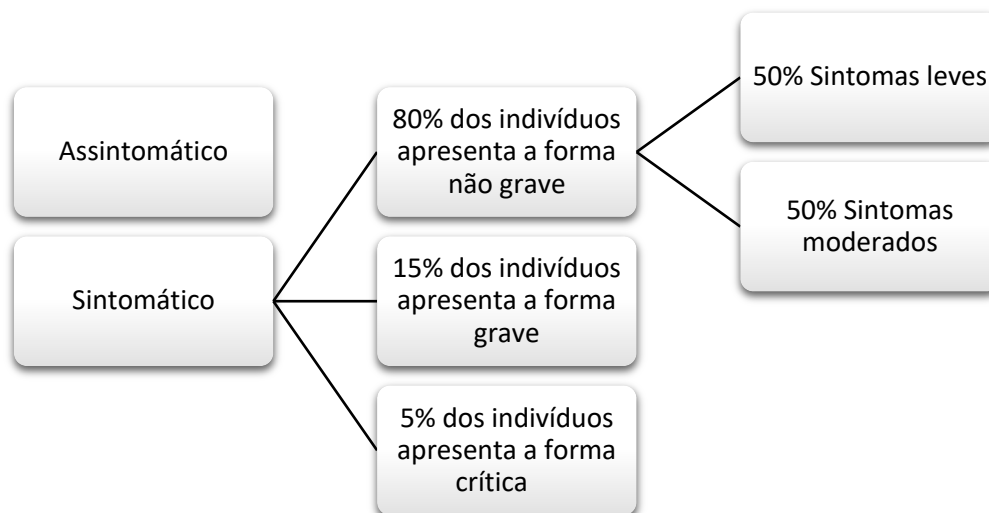 Assintomático
Sintomático
80% dos indivíduos
apresenta a forma
não grave
15% dos indivíduos
apresenta a forma
grave
5% dos indivíduos
apresenta a forma
crítica
50% Sintomas leves
50% Sintomas
moderados